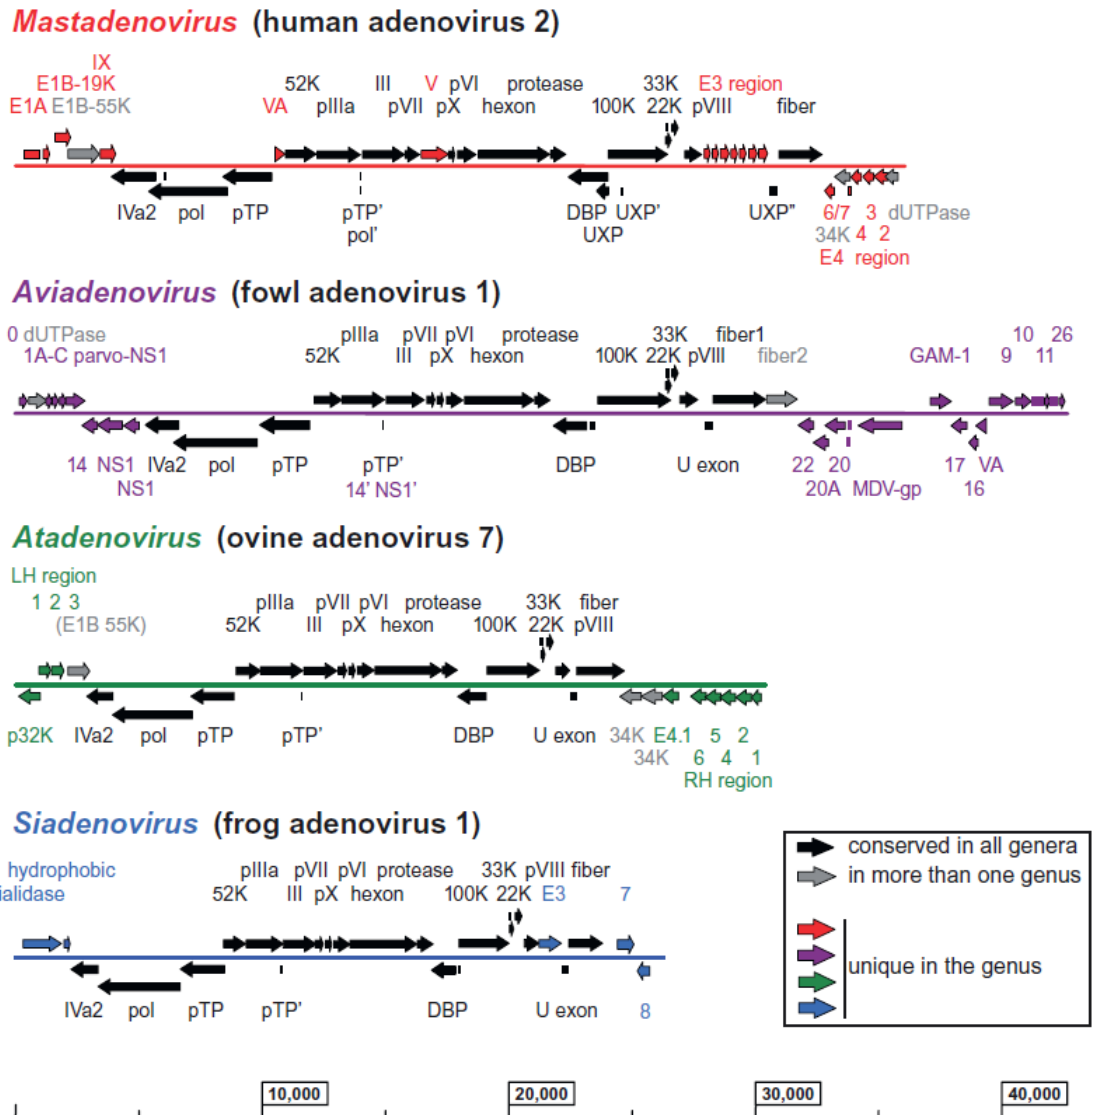 Mastadenovirus (human adenovirus 2)
IX
E1B-19K 52K III V pVI protease 33K E3 region
E1A E1B-55K VA pIIIa pVII pX hexon 100K 22K pVIII fiber
IVa2 pol pTP pTP' DBP UXP' UXP" 6/7 3 dUTPase
pol' UXP 34K 4 2
E4 region
Aviadenovirus (fowl adenovirus 1)
0 dUTPase pIIIa pVII pVI protease 33K fiber1 10 26
1A-C parvo-NS1 52K III pX hexon 100K 22K pVIII fiber2 GAM-1 9 11
14 NS1 IVa2 pol pTP pTP' DBP U exon 22 20 17 VA
NS1 14' NS1' 20A MDV-gp 16
Atadenovirus (ovine adenovirus 7)
LH region
1 2 3 pIIIa pVII pVI protease 33K fiber
(E1B 55K) 52K III pX hexon 100K 22K pVIII
p32K IVa2 pol pTP pTP' DBP U exon 34K E4.1 5 2
34K 6 4 1
RH region
Siadenovirus (frog adenovirus 1)
hydrophobic pIIIa pVII pVI protease 33K pVIII fiber
ialidase 52K III pX hexon 100K 22K E3 7
IVa2 pol pTP pTP' DBP U exon 8
conserved in all genera
in more than one genus
unique in the genus
10,000 20,000 30,000 40,000